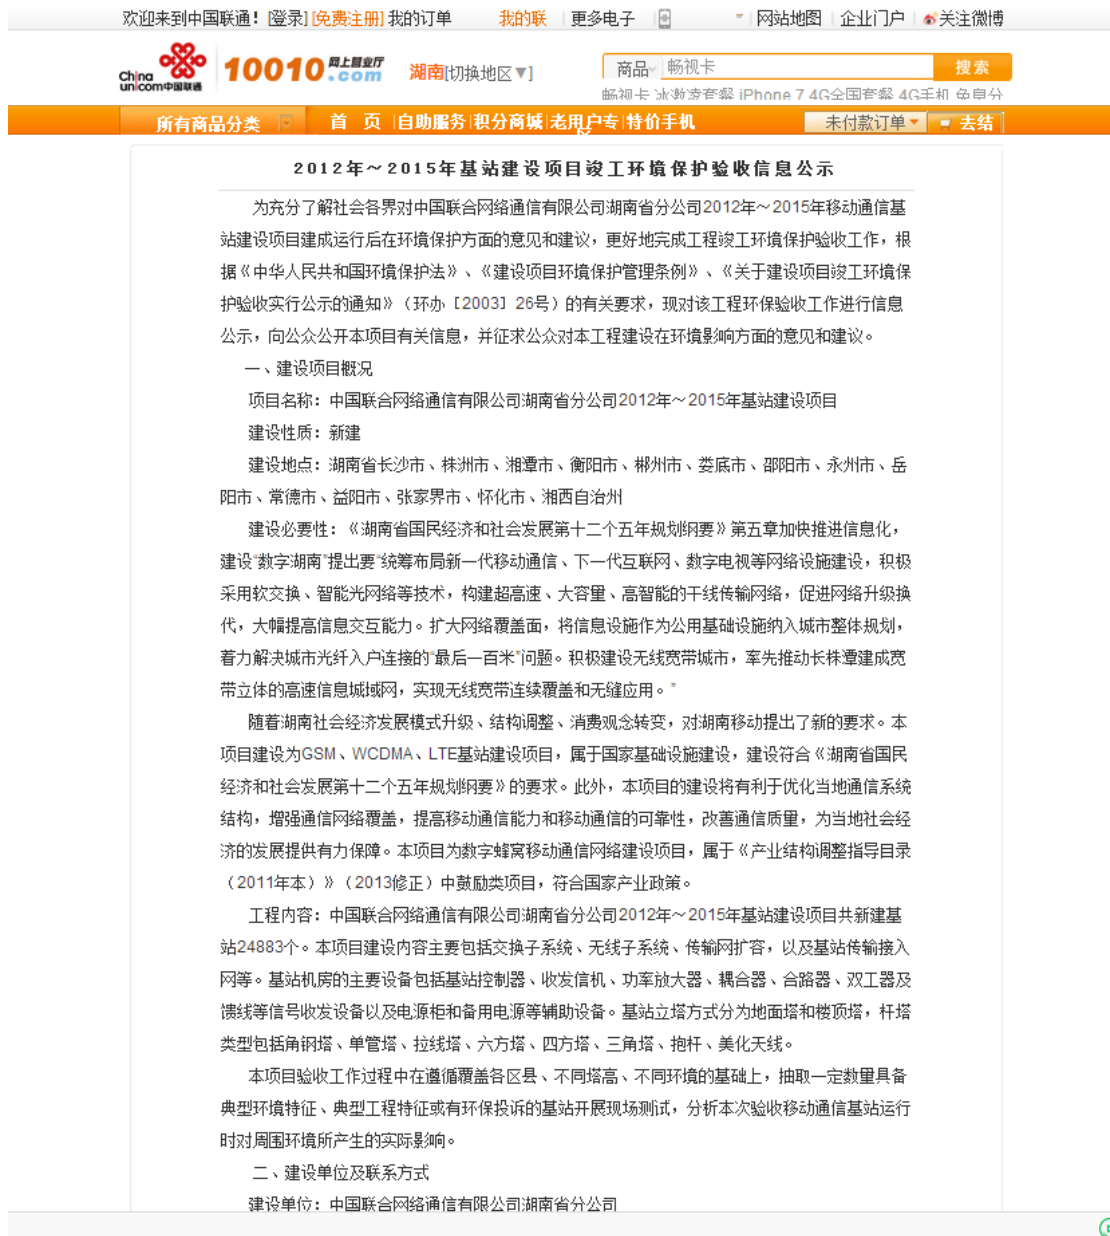 欢迎来到中国联通！ [登录] [免费注册] 我的订单 我的联 更多电子 网站地图 企业门户 关注微博
China unicom中国联通 10010.com 网上营业厅 湖南[切换地区▼] 商品 畅视卡 搜索
畅视卡 冰激凌套餐 iPhone 7 4G全国套餐 4G手机 免息分
所有商品分类 首 页 |自助服务|积分商城|老用户专|特价手机 未付款订单 去结
2012年～2015年基站建设项目竣工环境保护验收信息公示
为充分了解社会各界对中国联合网络通信有限公司湖南省分公司2012年～2015年移动通信基
站建设项目建成运行后在环境保护方面的意见和建议，更好地完成工程竣工环境保护验收工作，根
据《中华人民共和国环境保护法》、《建设项目环境保护管理条例》、《关于建设项目竣工环境保
护验收实行公示的通知》（环办［2003］26号）的有关要求，现对该工程环保验收工作进行信息
公示，向公众公开本项目有关信息，并征求公众对本工程建设在环境影响方面的意见和建议。
一、建设项目概况
项目名称：中国联合网络通信有限公司湖南省分公司2012年～2015年基站建设项目
建设性质：新建
建设地点：湖南省长沙市、株洲市、湘潭市、衡阳市、郴州市、娄底市、邵阳市、永州市、岳
阳市、常德市、益阳市、张家界市、怀化市、湘西自治州
建设必要性：《湖南省国民经济和社会发展第十二个五年规划纲要》第五章加快推进信息化，
建设“数字湖南”提出要“统筹布局新一代移动通信、下一代互联网、数字电视等网络设施建设，积极
采用软交换、智能光网络等技术，构建超高速、大容量、高智能的干线传输网络，促进网络升级换
代，大幅提高信息交互能力。扩大网络覆盖面，将信息设施作为公用基础设施纳入城市整体规划，
着力解决城市光纤入户连接的“最后一百米”问题。积极建设无线宽带城市，率先推动长株潭建成宽
带立体的高速信息城域网，实现无线宽带连续覆盖和无缝应用。”
随着湖南社会经济发展模式升级、结构调整、消费观念转变，对湖南移动提出了新的要求。本
项目建设为GSM、WCDMA、LTE基站建设项目，属于国家基础设施建设，建设符合《湖南省国民
经济和社会发展第十二个五年规划纲要》的要求。此外，本项目的建设将有利于优化当地通信系统
结构，增强通信网络覆盖，提高移动通信能力和移动通信的可靠性，改善通信质量，为当地社会经
济的发展提供有力保障。本项目为数字蜂窝移动通信网络建设项目，属于《产业结构调整指导目录
（2011年本）》（2013修正）中鼓励类项目，符合国家产业政策。
工程内容：中国联合网络通信有限公司湖南省分公司2012年～2015年基站建设项目共新建基
站24883个。本项目建设内容主要包括交换子系统、无线子系统、传输网扩容，以及基站传输接入
网等。基站机房的主要设备包括基站控制器、收发信机、功率放大器、耦合器、合路器、双工器及
馈线等信号收发设备以及电源柜和备用电源等辅助设备。基站立塔方式分为地面塔和楼顶塔，杆塔
类型包括角钢塔、单管塔、拉线塔、六方塔、四方塔、三角塔、抱杆、美化天线。
本项目验收工作过程中在遵循覆盖各区县、不同塔高、不同环境的基础上，抽取一定数量具备
典型环境特征、典型工程特征或有环保投诉的基站开展现场测试，分析本次验收移动通信基站运行
时对周围环境所产生的实际影响。
二、建设单位及联系方式
建设单位：中国联合网络通信有限公司湖南省分公司